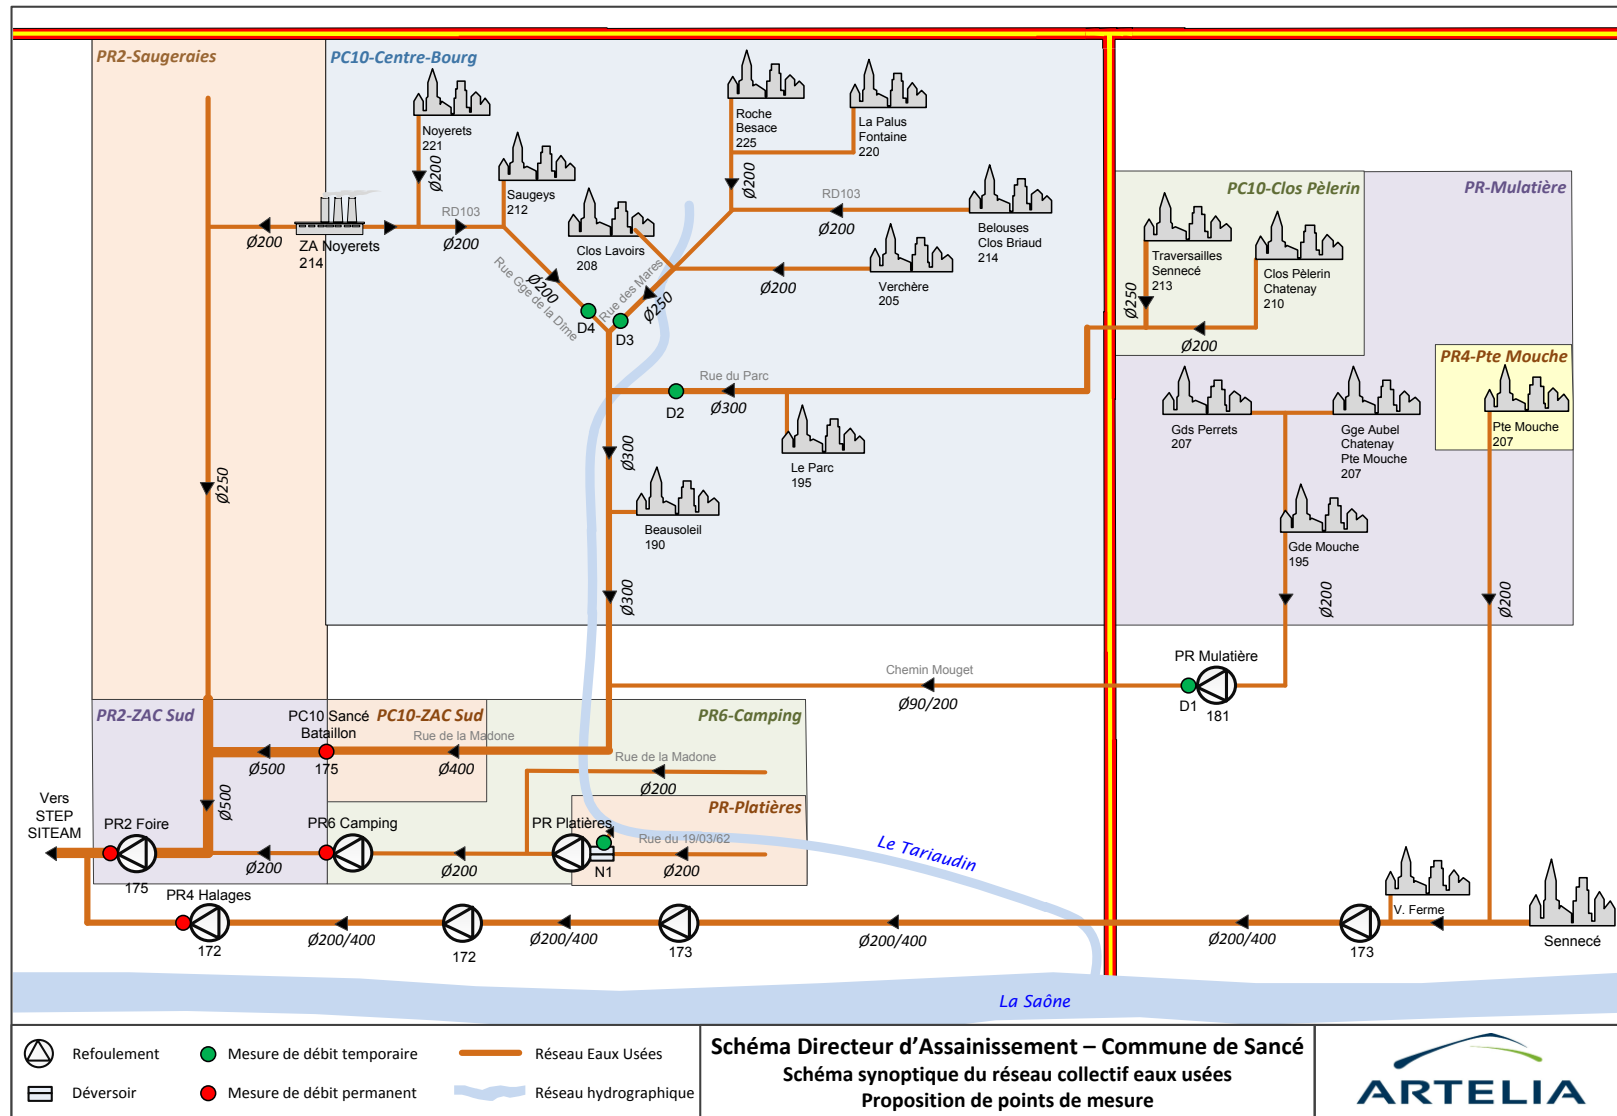 PR2-Saugeraies
PC10-Centre-Bourg
Noyerets
221
Ø200
Saugeys
212
RD103
Ø200
Ø200
ZA Noyerets
214
Rue Gge de la Dîme
Ø200
D4
Clos Lavoirs
208
Rue des Mares
Ø250
D3
Roche
Besace
225
Ø200
La Palus
Fontaine
220
RD103
Ø200
Belouses
Clos Briaud
214
Ø200
Verchère
205
PC10-Clos Pèlerin
PR-Mulatière
Traversailles
Sennecé
213
Ø250
Clos Pèlerin
Chatenay
210
Ø200
PR4-Pte Mouche
Pte Mouche
207
Gds Perrets
207
Gge Aubel
Chatenay
Pte Mouche
207
Gde Mouche
195
Ø200
Ø200
Rue du Parc
Ø300
D2
Le Parc
195
Ø300
Beausoleil
190
Ø300
Ø250
PR Mulatière
D1
181
Chemin Mouget
Ø90/200
PR2-ZAC Sud
PC10 Sancé
Bataillon
175
PC10-ZAC Sud
Rue de la Madone
PR6-Camping
Ø500
Ø400
Rue de la Madone
Ø200
Ø500
PR-Platières
Vers
STEP
SITEAM
PR2 Foire
175
Ø200
PR6 Camping
Ø200
PR Platières
N1
Rue du 19/03/62
Ø200
Le Tariaudin
PR4 Halages
172
Ø200/400
172
Ø200/400
173
Ø200/400
Ø200/400
173
V. Ferme
Sennecé
La Saône
Refoulement
Déversoir
Mesure de débit temporaire
Mesure de débit permanent
Réseau Eaux Usées
Réseau hydrographique
Schéma Directeur d'Assainissement – Commune de Sancé
Schéma synoptique du réseau collectif eaux usées
Proposition de points de mesure
ARTELIA